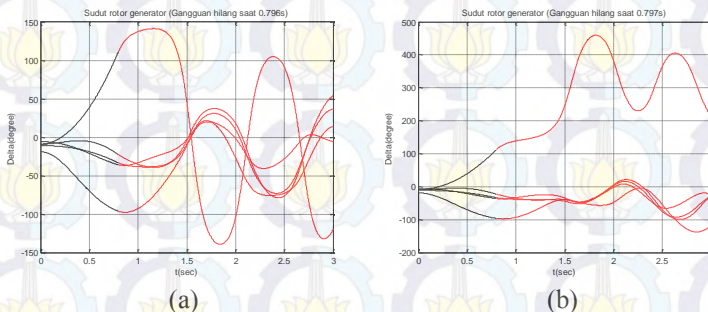 Sudut rotor generator (Gangguan hilang saat 0.796s)
150
100
50
0
-50
-100
-150
Delta(degree)
0 0.5 1 1.5 2 2.5 3
t(sec)
(a)
Sudut rotor generator (Gangguan hilang saat 0.797s)
500
400
300
200
100
0
-100
-200
Delta(degree)
0 0.5 1 1.5 2 2.5
t(sec)
(b)